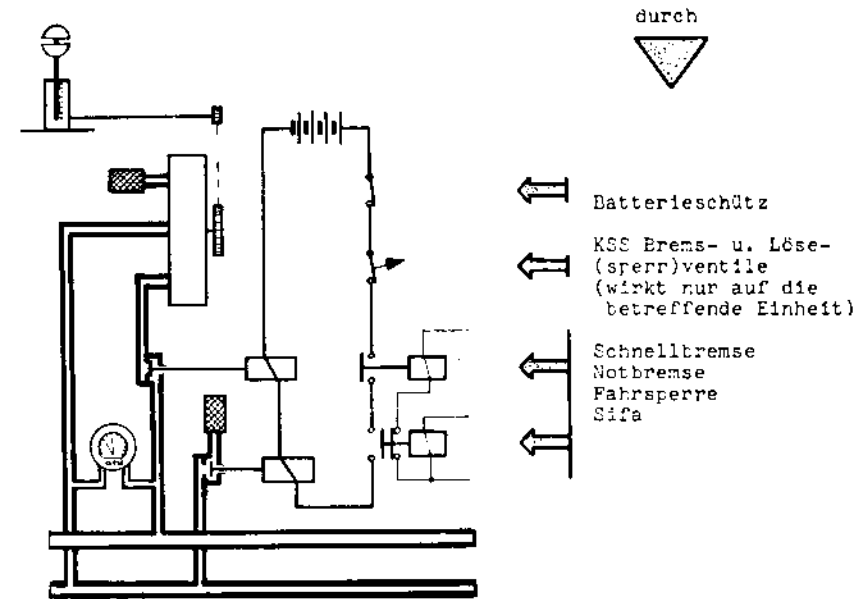 durch
Batterieschütz
KSS Brems- u. Löse-
(sperr)ventile
(wirkt nur auf die
betreffende Einheit)
Schnellbremse
Notbremse
Fahrsperre
Sifa